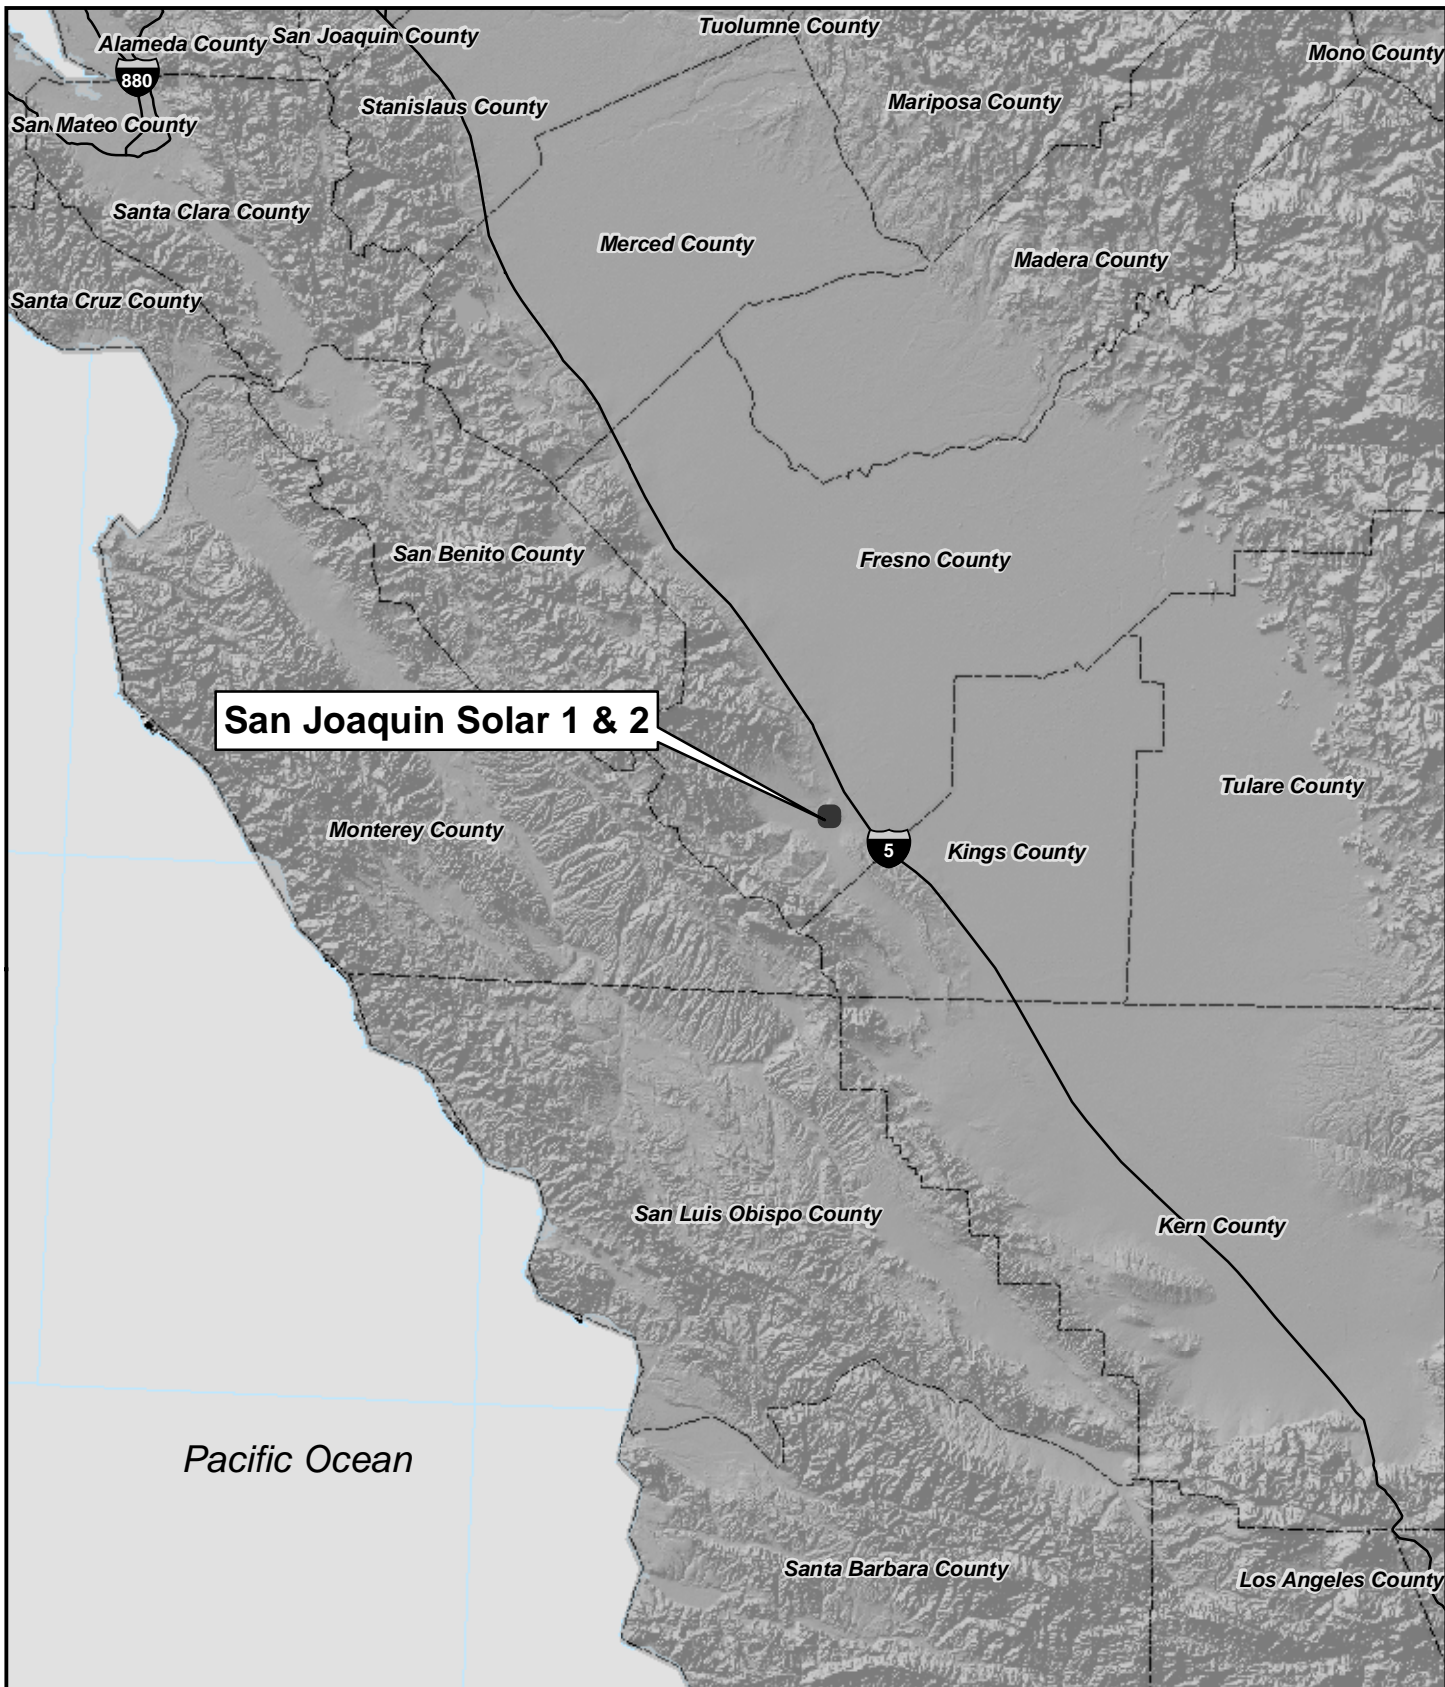 Tuolumne County
San Joaquin County
Alameda County
Mono County
880
Mariposa County
Stanislaus County
San Mateo County
Santa Clara County
Merced County
Madera County
Santa Cruz County
San Benito County
Fresno County
San Joaquin Solar 1 & 2
Tulare County
Monterey County
5
Kings County
San Luis Obispo County
Kern County
Pacific Ocean
Santa Barbara County
Los Angeles County